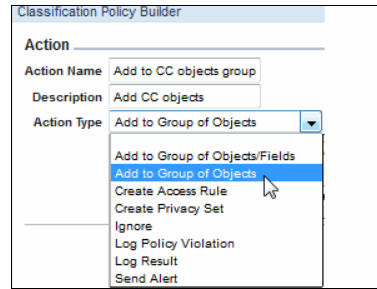 Classification Policy Builder
Action
Action Name Add to CC objects group
Description Add CC objects
Action Type Add to Group of Objects
Add to Group of Objects/Fields
Add to Group of Objects
Create Access Rule
Create Privacy Set
Ignore
Log Policy Violation
Log Result
Send Alert